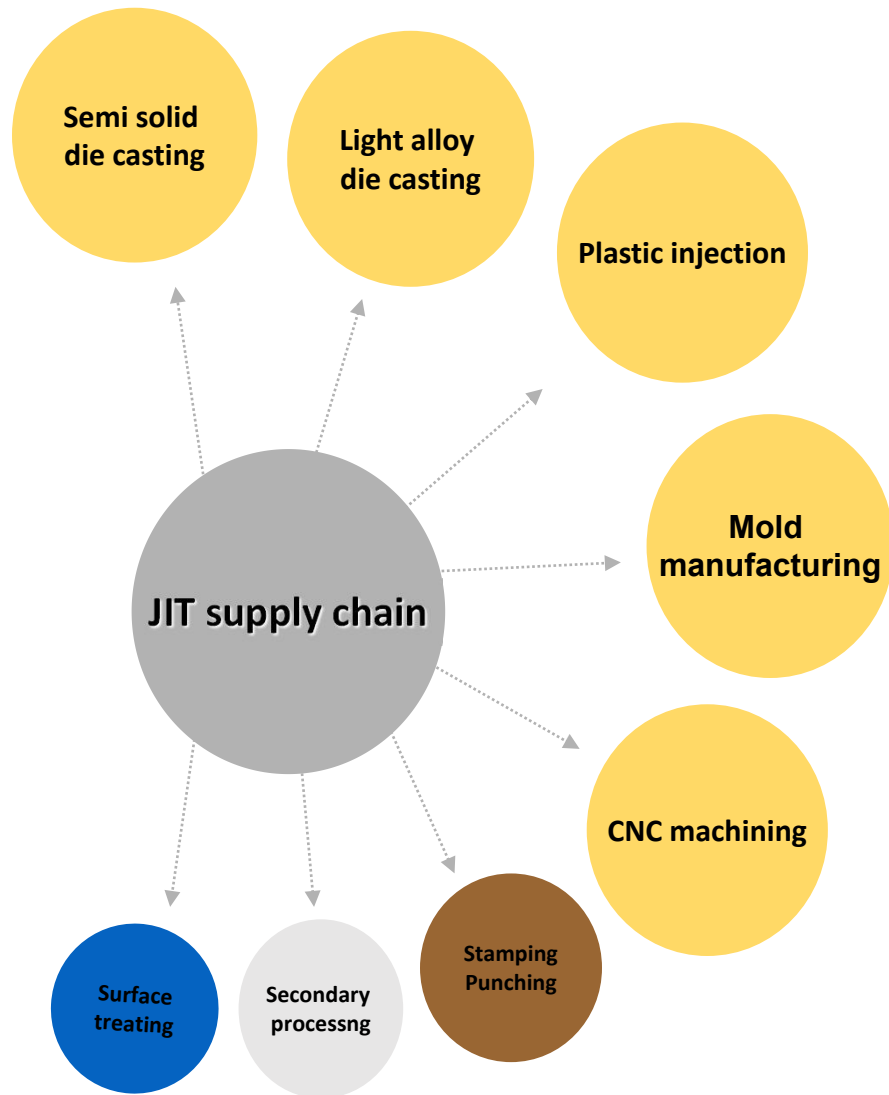 Semi solid
die casting
Light alloy
die casting
Plastic injection
Mold
manufacturing
JIT supply chain
CNC machining
Stamping
Punching
Surface
treating
Secondary
processng